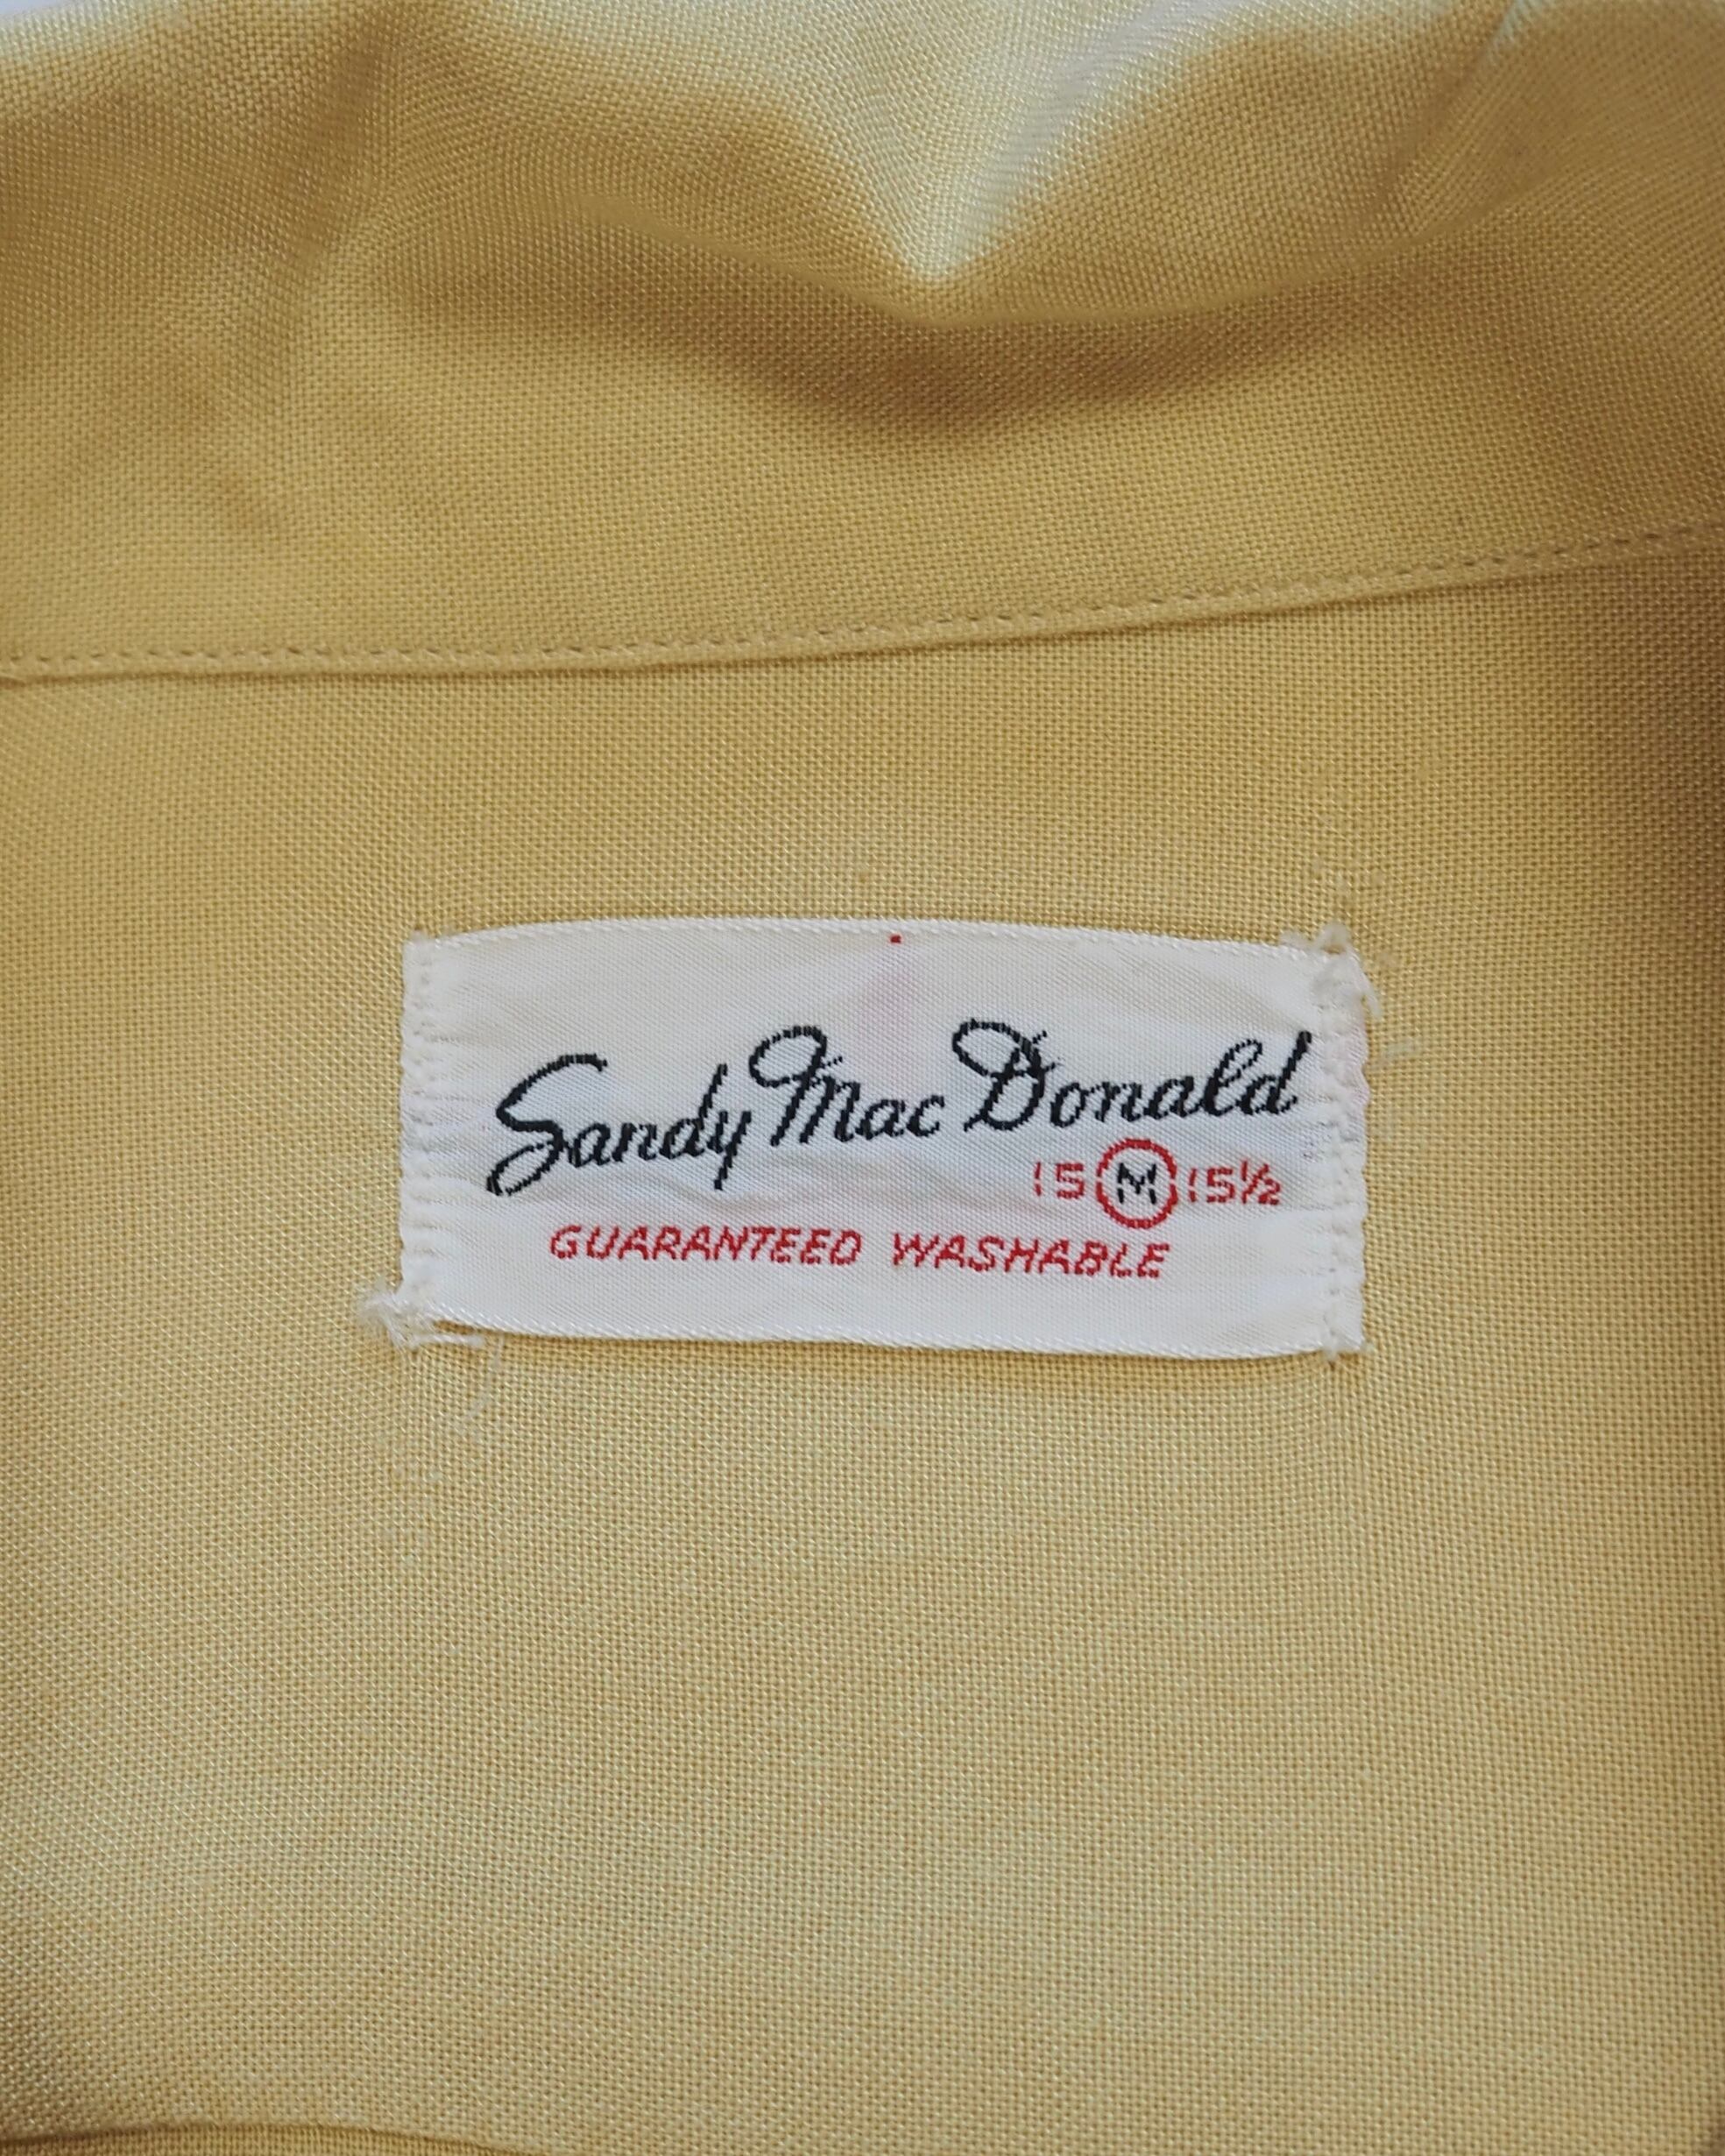 Sandy Mac Donald
15 M 15½
GUARANTEED WASHABLE